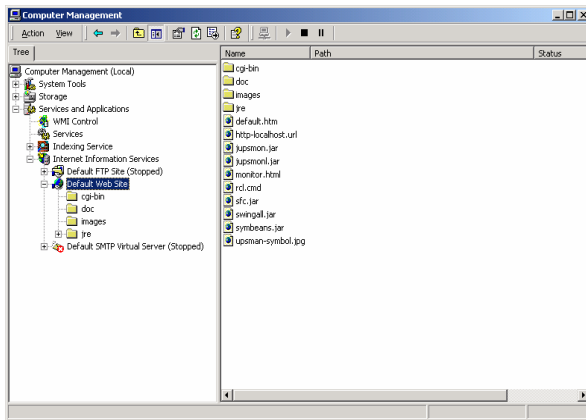 Computer Management
Action View
Tree
Computer Management (Local)
System Tools
Storage
Services and Applications
WMI Control
Services
Indexing Service
Internet Information Services
Default FTP Site (Stopped)
Default Web Site
cgi-bin
doc
images
jre
Default SMTP Virtual Server (Stopped)
Name Path Status
cgi-bin
doc
images
jre
default.htm
http-localhost.url
jupsmon.jar
jupsmonl.jar
monitor.html
rcl.cmd
sfc.jar
swingall.jar
symbeans.jar
upsman-symbol.jpg